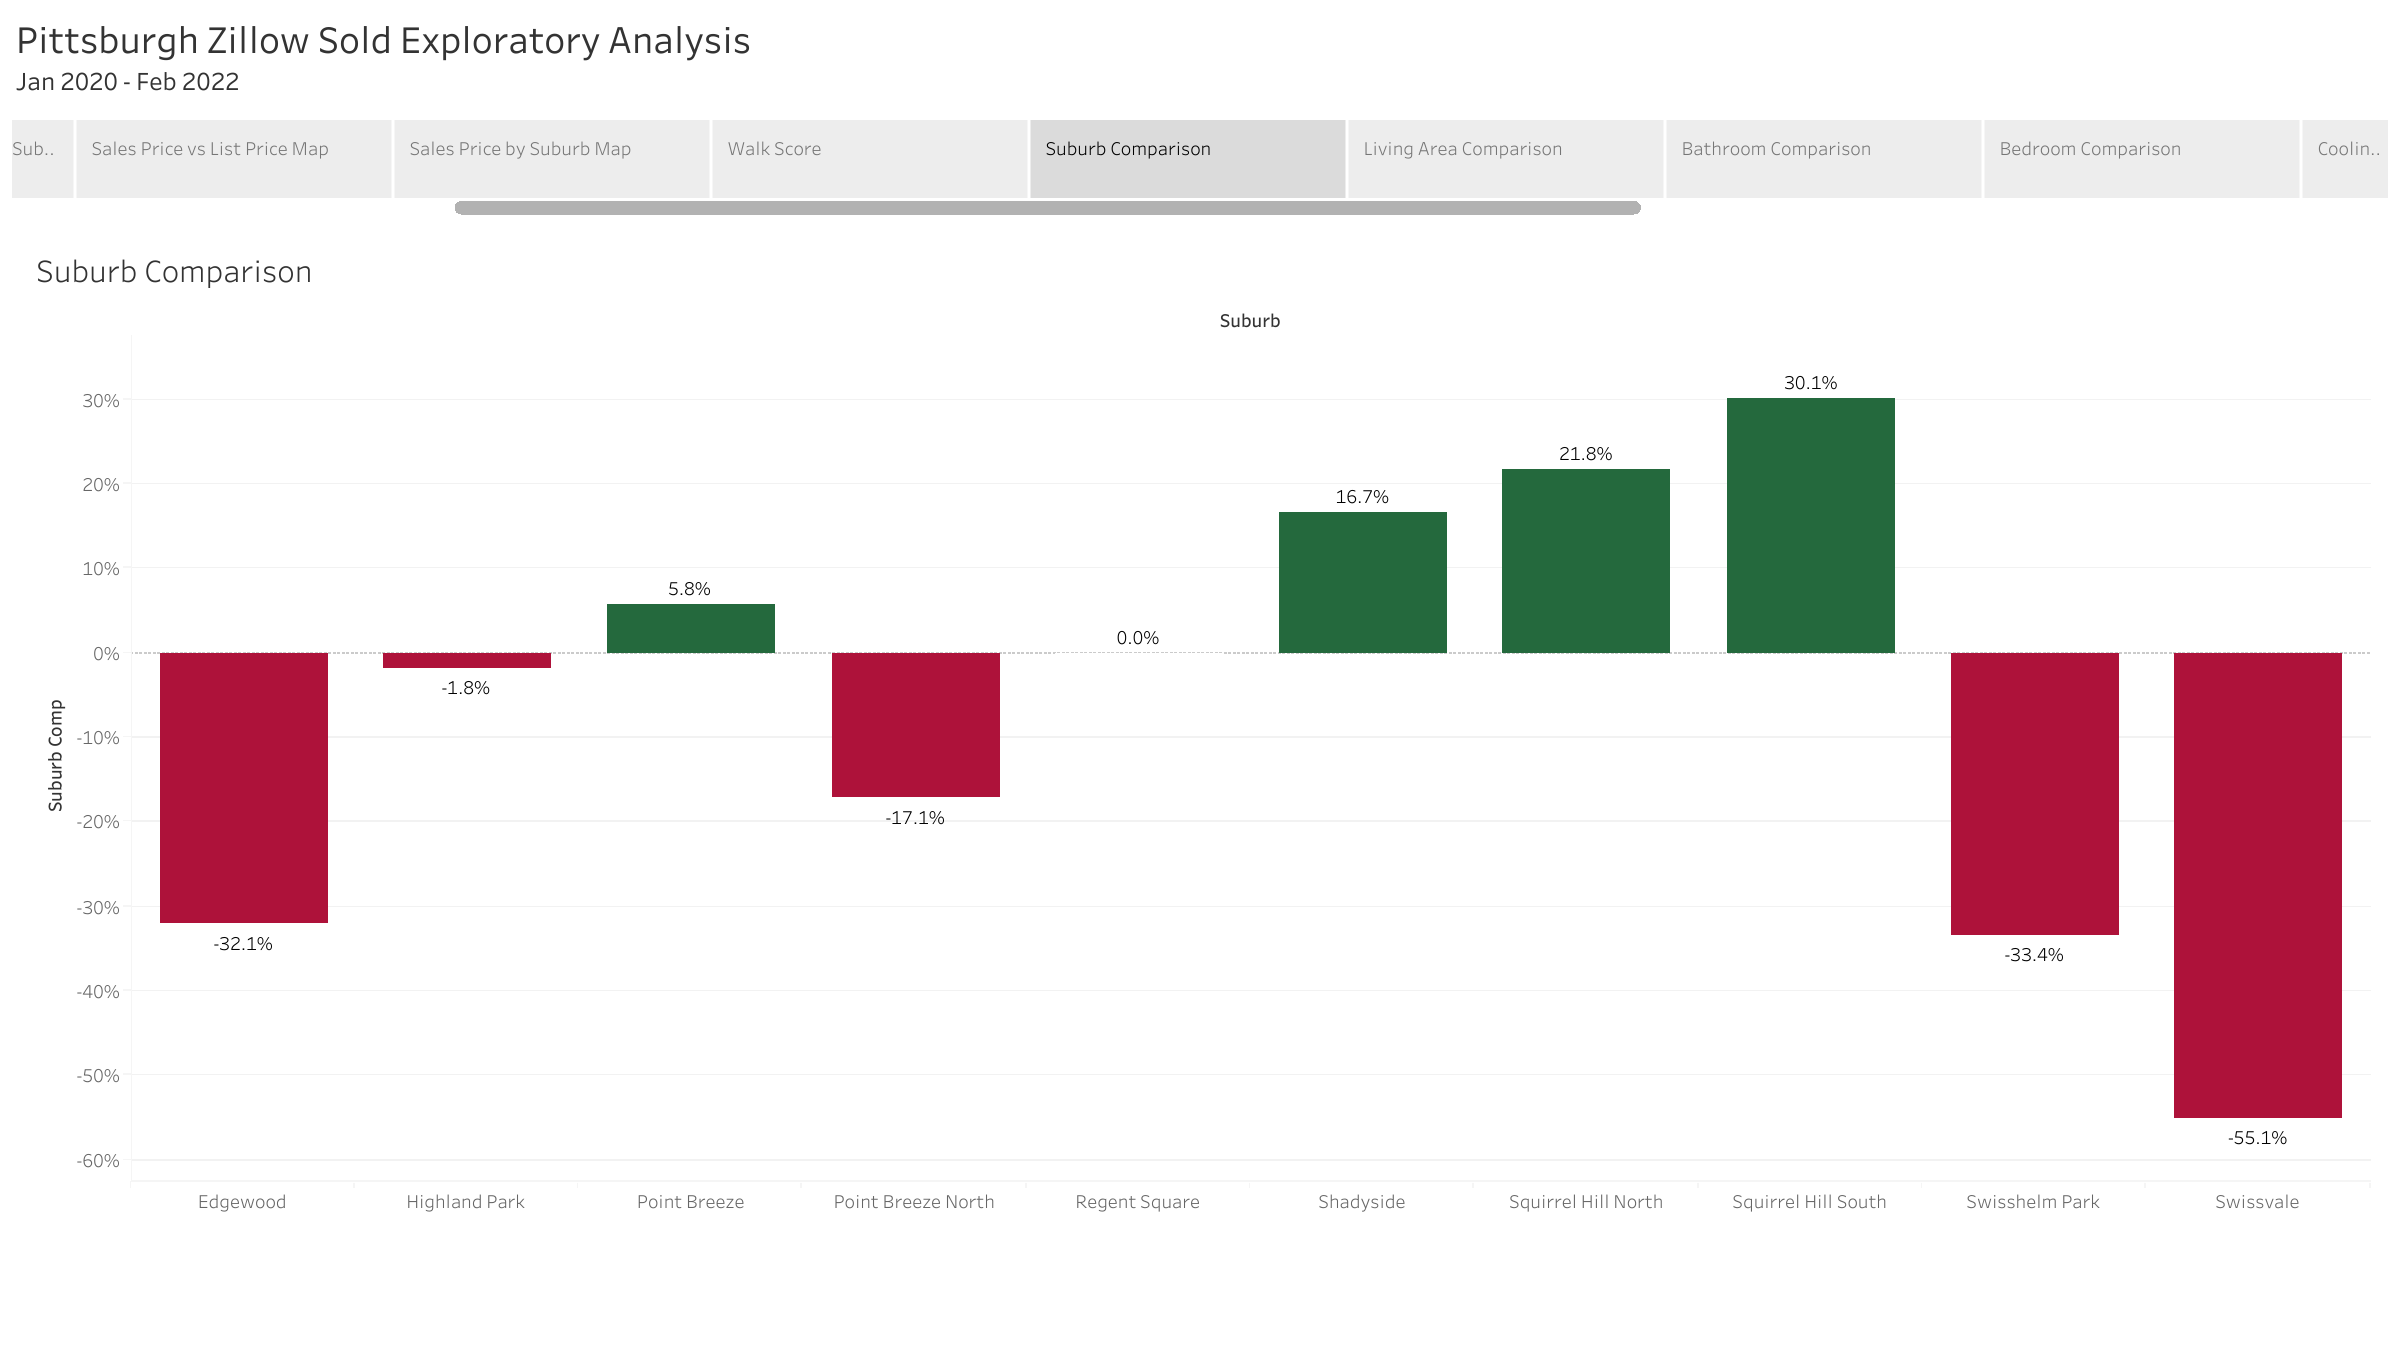 Pittsburgh Zillow Sold Exploratory Analysis
Jan 2020 - Feb 2022
Sub.. Sales Price vs List Price Map Sales Price by Suburb Map Walk Score Suburb Comparison Living Area Comparison Bathroom Comparison Bedroom Comparison Coolin..
Suburb Comparison
Suburb
30.1%
30%
21.8%
20%
16.7%
10%
5.8%
0.0%
0%
-1.8%
Suburb Comp
-10%
-17.1%
-20%
-30%
-32.1%
-33.4%
-40%
-50%
-55.1%
-60%
Edgewood Highland Park Point Breeze Point Breeze North Regent Square Shadyside Squirrel Hill North Squirrel Hill South Swisshelm Park Swissvale